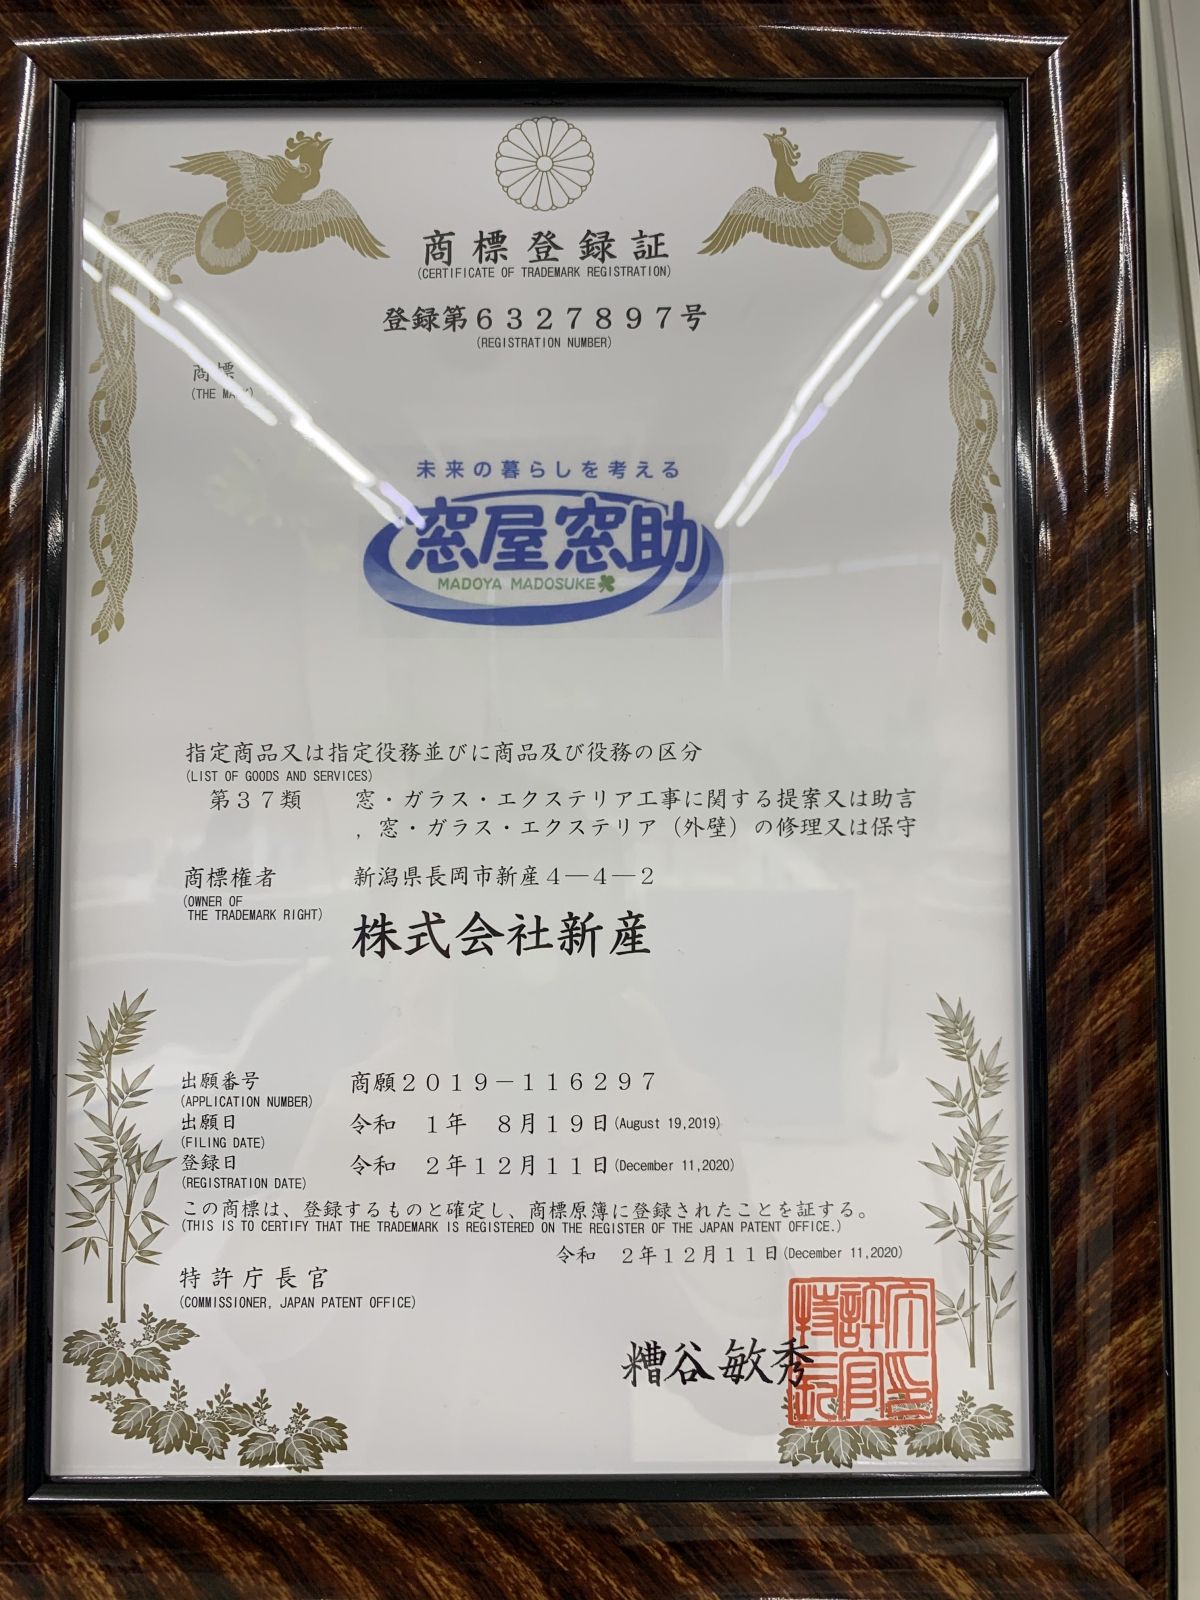 商標登録証
(CERTIFICATE OF TRADEMARK REGISTRATION)
登録第6327897号
(REGISTRATION NUMBER)
商標
(THE MARK)
未来の暮らしを考える
窓屋窓助
MADOYA MADOSUKE
指定商品又は指定役務並びに商品及び役務の区分
(LIST OF GOODS AND SERVICES)
第37類 窓・ガラス・エクステリア工事に関する提案又は助言
，窓・ガラス・エクステリア（外壁）の修理又は保守
商標権者 新潟県長岡市新産4―4―2
(OWNER OF
THE TRADEMARK RIGHT)
株式会社新産
出願番号 商願2019-116297
(APPLICATION NUMBER)
出願日 令和 1年 8月19日(August 19,2019)
(FILING DATE)
登録日 令和 2年12月11日(December 11,2020)
(REGISTRATION DATE)
この商標は、登録するものと確定し、商標原簿に登録されたことを証する。
(THIS IS TO CERTIFY THAT THE TRADEMARK IS REGISTERED ON THE REGISTER OF THE JAPAN PATENT OFFICE.)
令和 2年12月11日(December 11,2020)
特許庁長官
(COMMISSIONER, JAPAN PATENT OFFICE)
糟谷敏秀